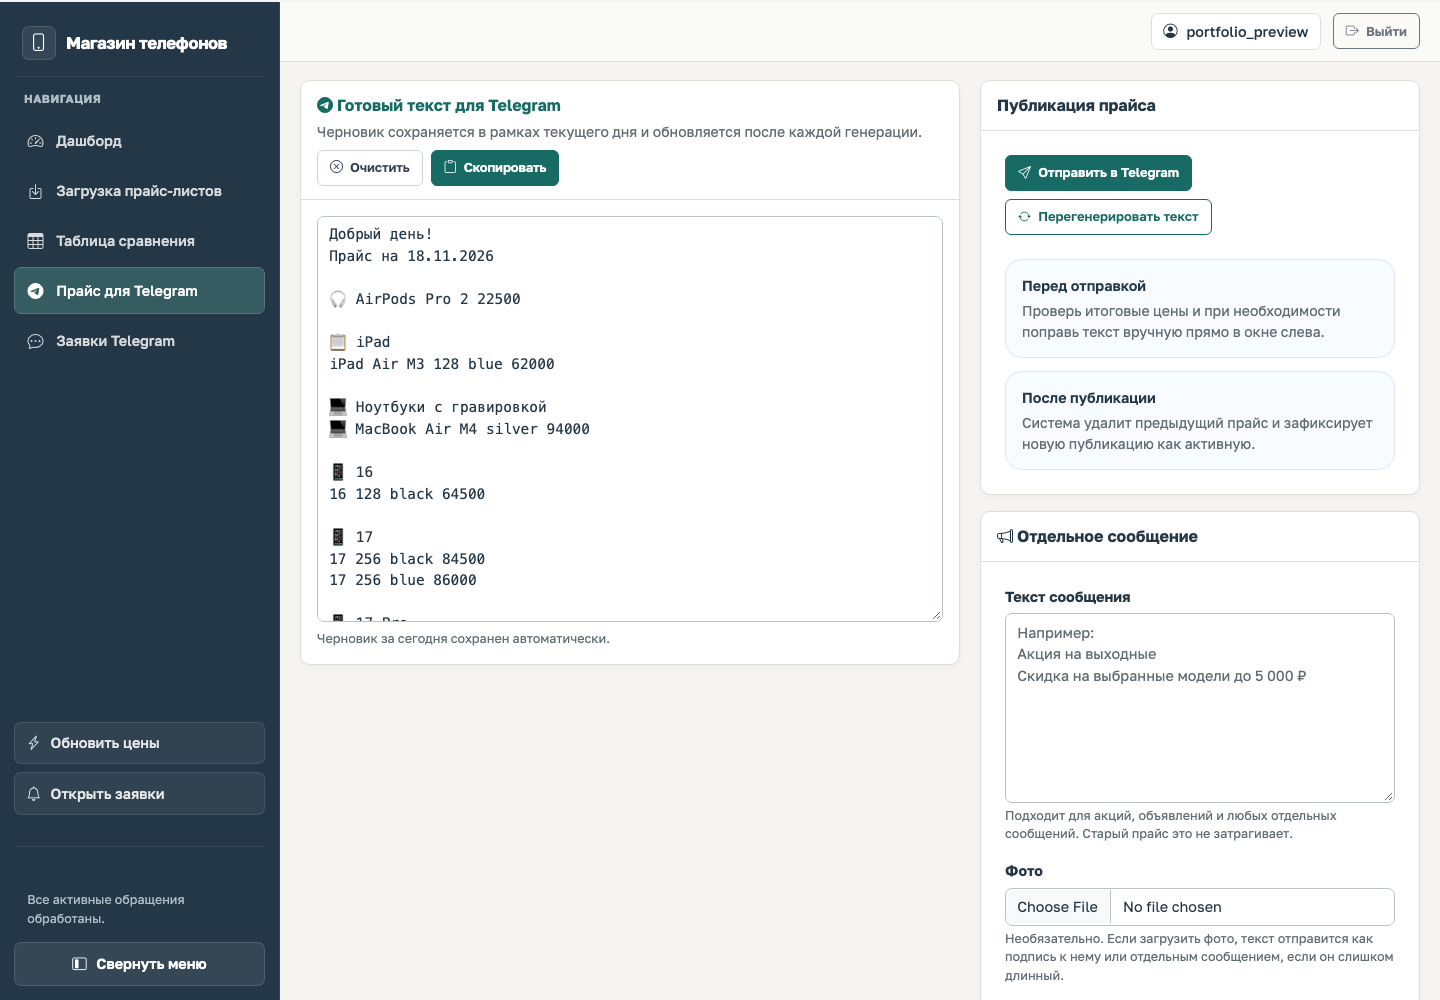 Магазин телефонов
НАВИГАЦИЯ
Дашборд
Загрузка прайс-листов
Таблица сравнения
Прайс для Telegram
Заявки Telegram
Обновить цены
Открыть заявки
Все активные обращения
обработаны.
Свернуть меню
portfolio_preview
Выйти
Готовый текст для Telegram
Черновик сохраняется в рамках текущего дня и обновляется после каждой генерации.
Очистить
Скопировать
Добрый день!
Прайс на 18.11.2026
AirPods Pro 2 22500
iPad
iPad Air M3 128 blue 62000
Ноутбуки с гравировкой
MacBook Air M4 silver 94000
16
16 128 black 64500
17
17 256 black 84500
17 256 blue 86000
17 Pro
Черновик за сегодня сохранен автоматически.
Публикация прайса
Отправить в Telegram
Перегенерировать текст
Перед отправкой
Проверь итоговые цены и при необходимости
поправь текст вручную прямо в окне слева.
После публикации
Система удалит предыдущий прайс и зафиксирует
новую публикацию как активную.
Отдельное сообщение
Текст сообщения
Например:
Акция на выходные
Скидка на выбранные модели до 5 000 ₽
Подходит для акций, объявлений и любых отдельных
сообщений. Старый прайс это не затрагивает.
Фото
Choose File No file chosen
Необязательно. Если загрузить фото, текст отправится как
подпись к нему или отдельным сообщением, если он слишком
длинный.